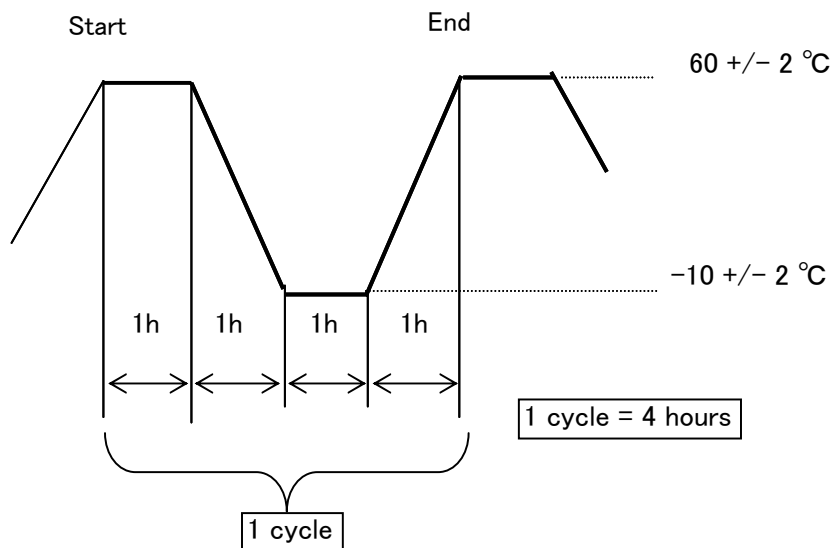 Start
End
60 +/- 2 ℃
-10 +/- 2 ℃
1h
1h
1h
1h
1 cycle = 4 hours
1 cycle